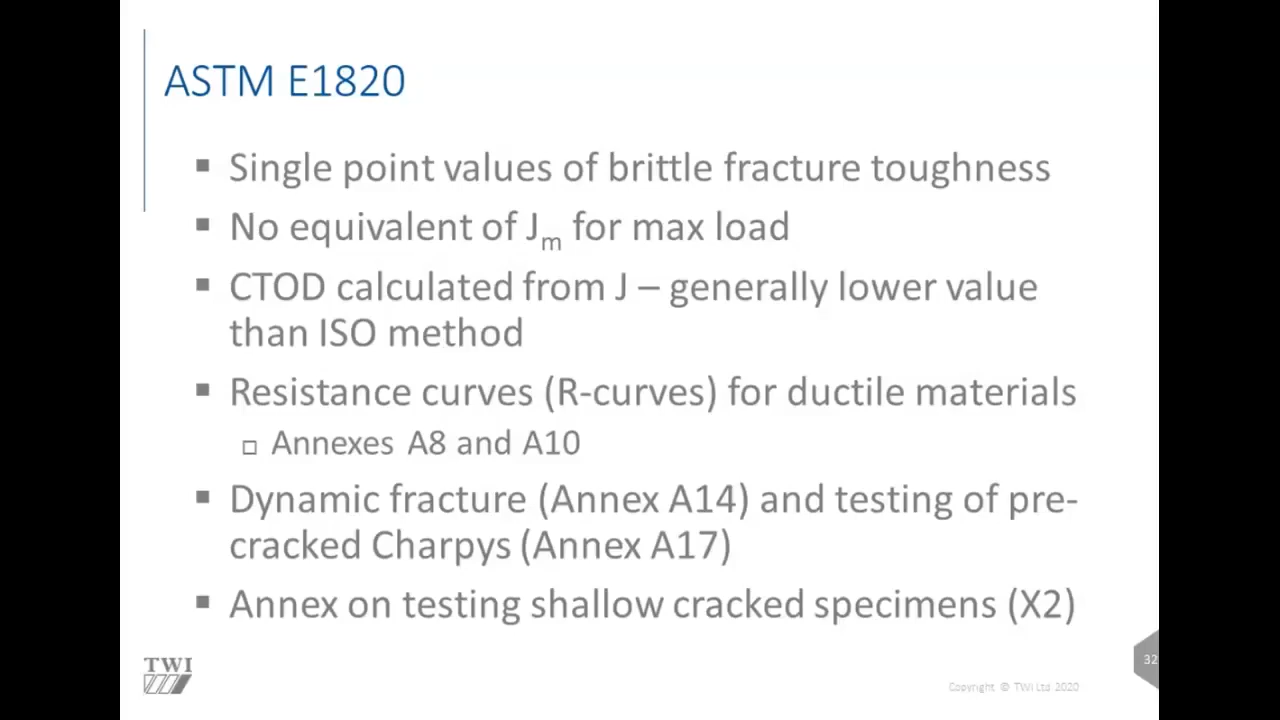 ASTM E1820
▪ Single point values of brittle fracture toughness
▪ No equivalent of Jm for max load
▪ CTOD calculated from J – generally lower value
than ISO method
▪ Resistance curves (R-curves) for ductile materials
□ Annexes A8 and A10
▪ Dynamic fracture (Annex A14) and testing of pre-
cracked Charpys (Annex A17)
▪ Annex on testing shallow cracked specimens (X2)
TWI
Copyright © TWI Ltd 2020
32